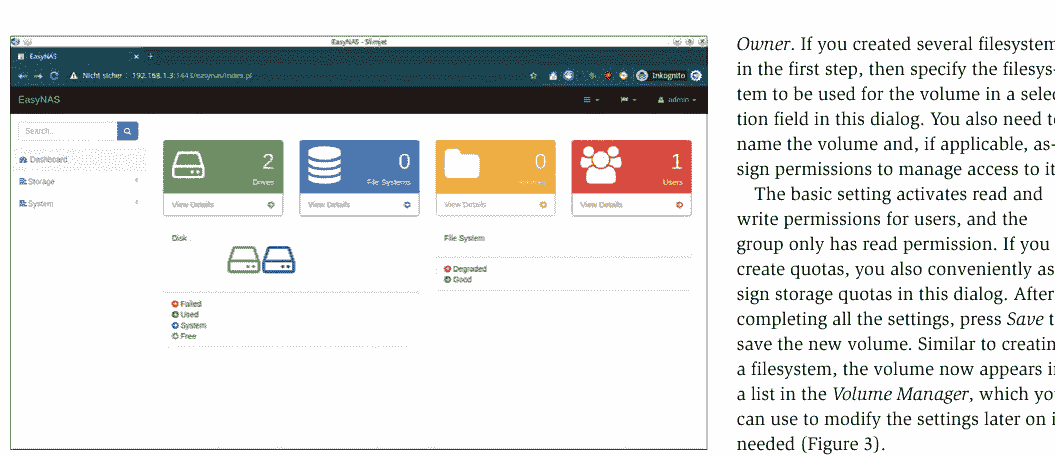 EasyNAS - Slimjet
EasyNAS
Nicht sicher 192.168.1.3:1443/easynas/index.pl
Inkognito
EasyNAS
admin
Search...
Dashboard
Storage
System
2
Drives
View Details
0
File Systems
View Details
0
View Details
1
Users
View Details
Disk
Failed
Used
System
Free
File System
Degraded
Good
Owner. If you created several filesystem
in the first step, then specify the filesys-
tem to be used for the volume in a selec
tion field in this dialog. You also need to
name the volume and, if applicable, as-
sign permissions to manage access to it
The basic setting activates read and
write permissions for users, and the
group only has read permission. If you
create quotas, you also conveniently as
sign storage quotas in this dialog. After
completing all the settings, press Save t
save the new volume. Similar to creatin
a filesystem, the volume now appears in
a list in the Volume Manager, which you
can use to modify the settings later on i
needed (Figure 3).